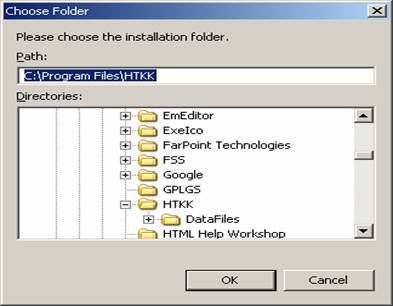 Choose Folder
Please choose the installation folder.
Path:
C:\Program Files\HTKK
Directories:
EmEditor
ExeIco
FarPoint Technologies
FSS
Google
GPLGS
HTKK
DataFiles
HTML Help Workshop
OK
Cancel